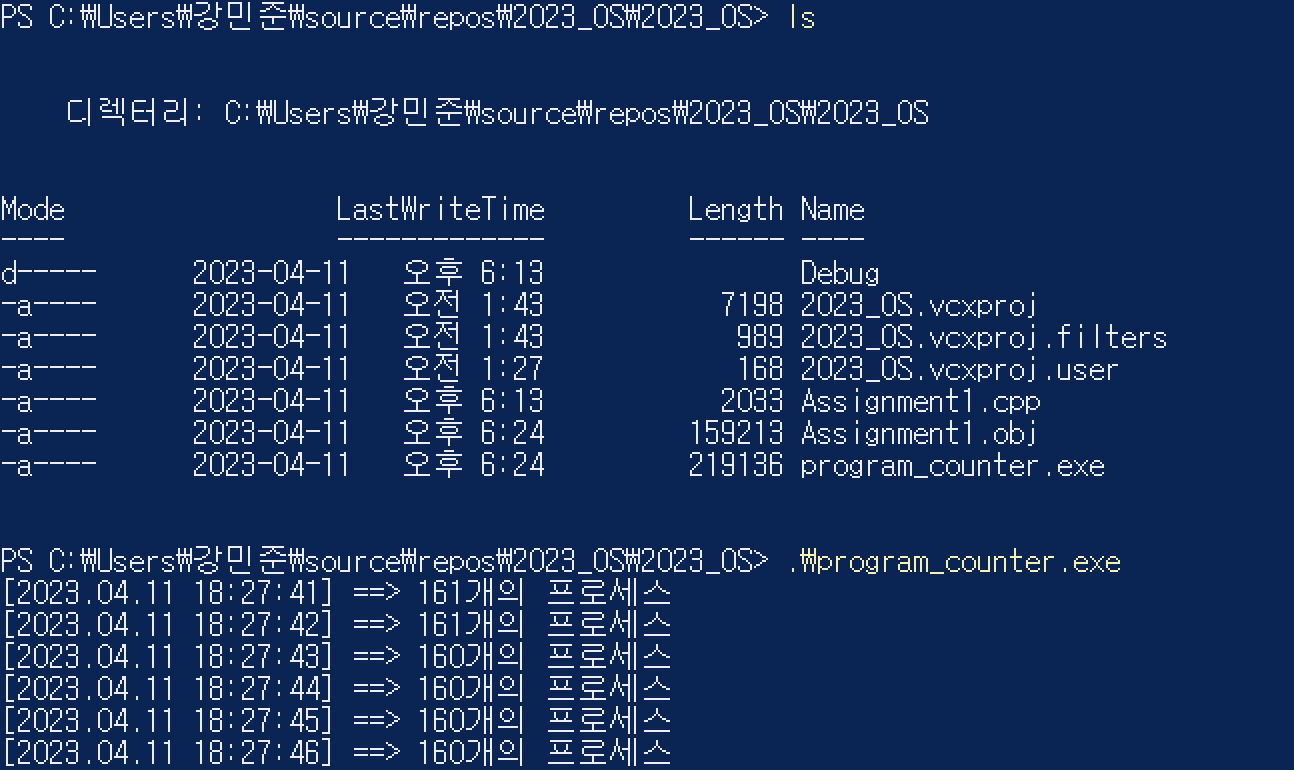 PS C:₩Users₩강민준₩source₩repos₩2023_OS₩2023_OS> ls
디렉터리: C:₩Users₩강민준₩source₩repos₩2023_OS₩2023_OS
Mode LastWriteTime Length Name
---- ------------- ------ ----
d----- 2023-04-11 오후 6:13 Debug
-a---- 2023-04-11 오전 1:43 7198 2023_OS.vcxproj
-a---- 2023-04-11 오전 1:43 989 2023_OS.vcxproj.filters
-a---- 2023-04-11 오전 1:27 168 2023_OS.vcxproj.user
-a---- 2023-04-11 오후 6:13 2033 Assignment1.cpp
-a---- 2023-04-11 오후 6:24 159213 Assignment1.obj
-a---- 2023-04-11 오후 6:24 219136 program_counter.exe
PS C:₩Users₩강민준₩source₩repos₩2023_OS₩2023_OS> .₩program_counter.exe
[2023.04.11 18:27:41] ==> 161개의 프로세스
[2023.04.11 18:27:42] ==> 161개의 프로세스
[2023.04.11 18:27:43] ==> 160개의 프로세스
[2023.04.11 18:27:44] ==> 160개의 프로세스
[2023.04.11 18:27:45] ==> 160개의 프로세스
[2023.04.11 18:27:46] ==> 160개의 프로세스